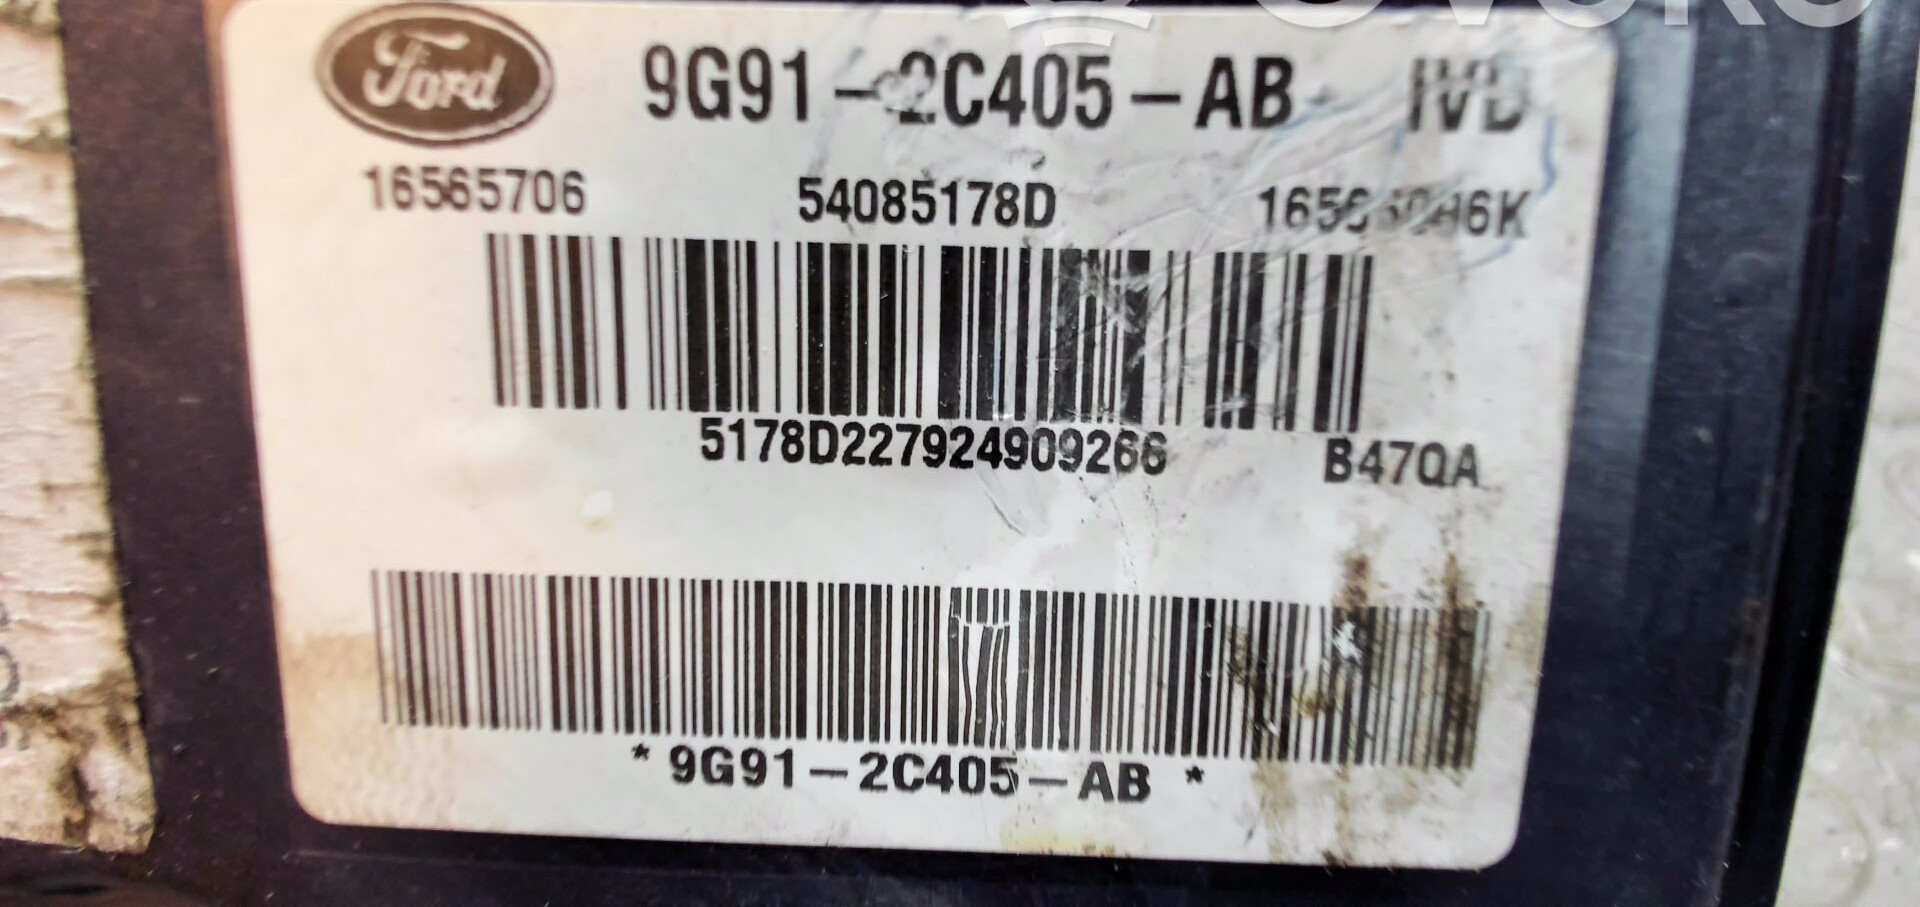 Ford 9G91-2C405-AB IVD
16565706 54085178D
5178D227924909266 B47QA
*9G91-2C405-AB*